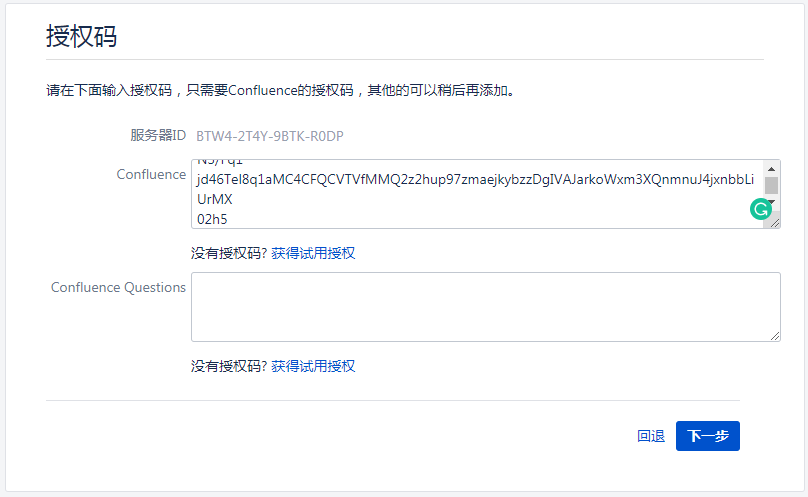 授权码
请在下面输入授权码，只需要Confluence的授权码，其他的可以稍后再添加。
服务器ID BTW4-2T4Y-9BTK-R0DP
Confluence
jd46Tel8q1aMC4CFQCVTVfMMQ2z2hup97zmaejkybzzDgIVAJarkoWxm3XQnmnuJ4jxnbbLi
UrMX
02h5
没有授权码? 获得试用授权
Confluence Questions
没有授权码? 获得试用授权
回退 下一步